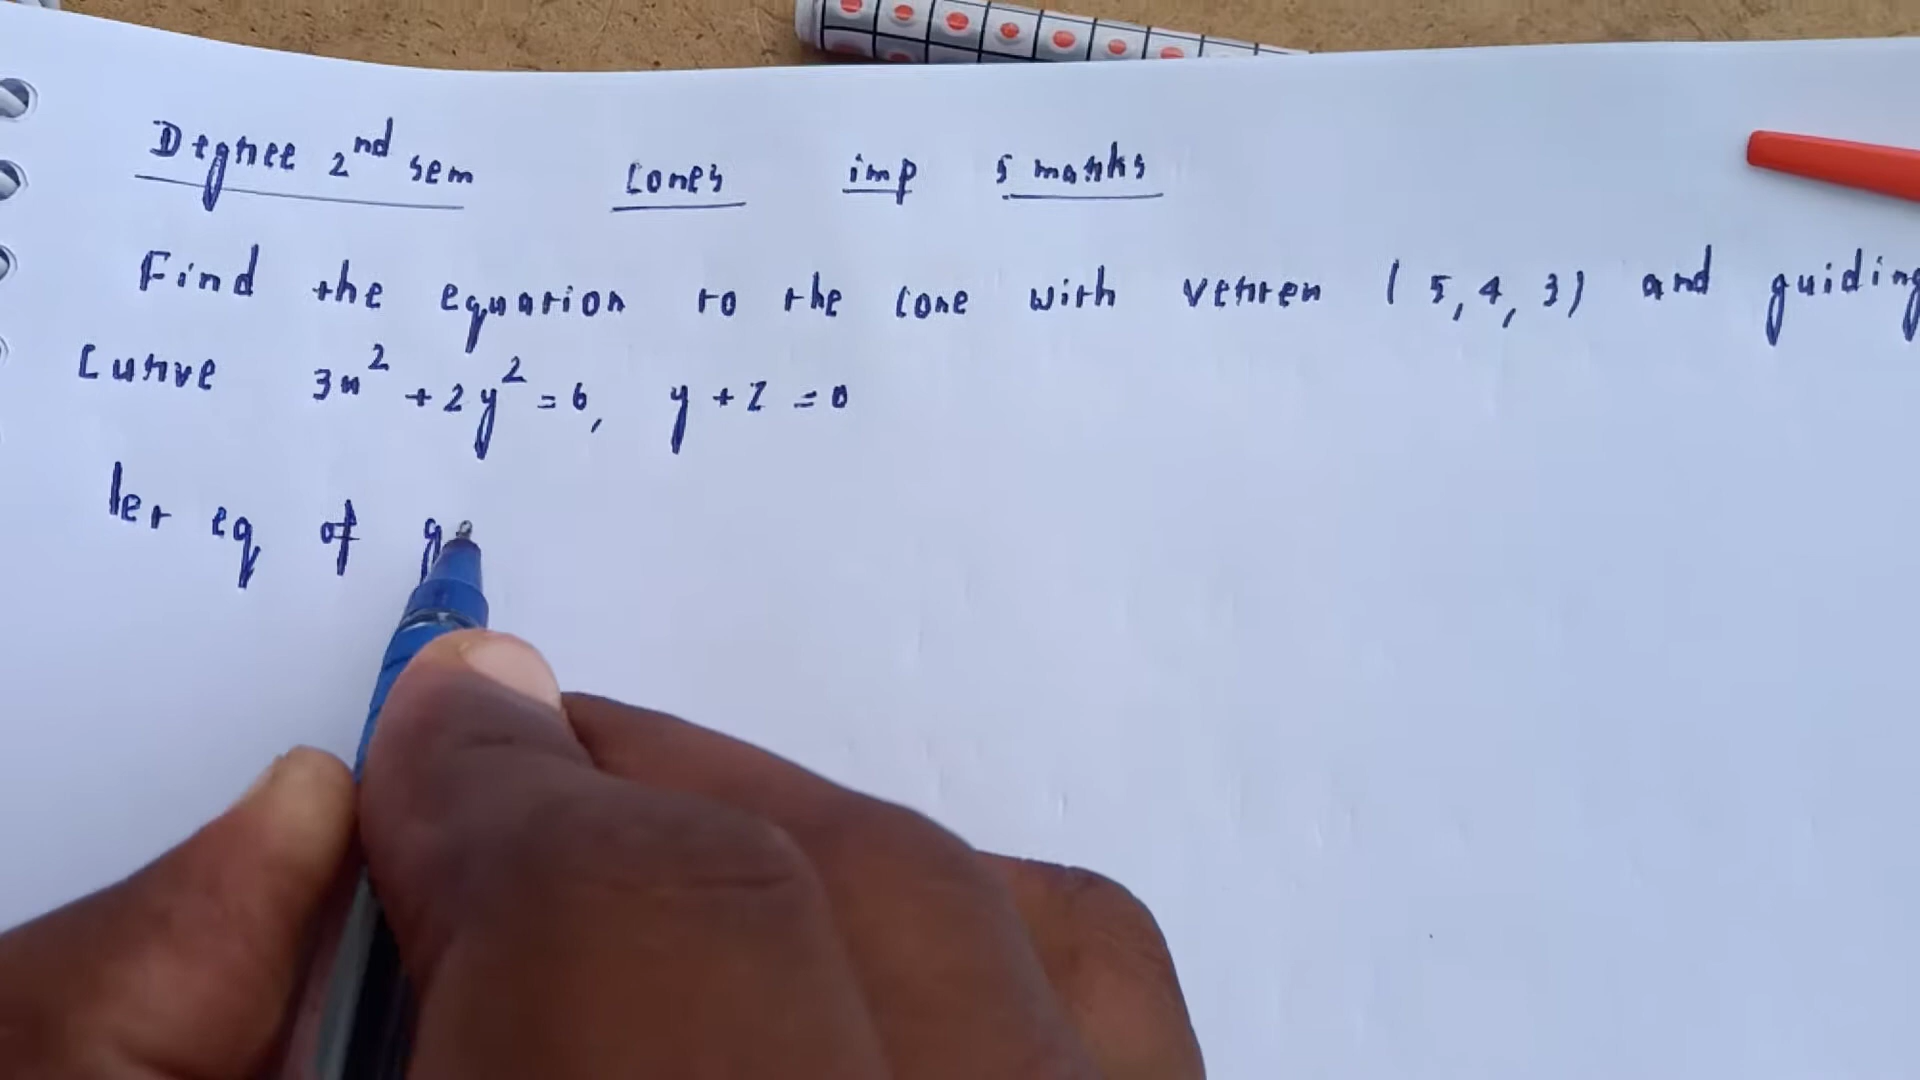 Degree 2nd sem cones imp 5 marks
Find the equation to the cone with vertex (5, 4, 3) and guiding
curve 3x² + 2y² = 6, y + z = 0
let eq of g